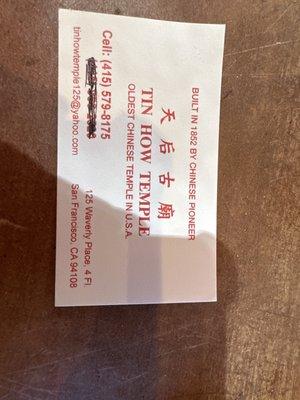 BUILT IN 1852 BY CHINESE PIONEER
天后古廟
TIN HOW TEMPLE
OLDEST CHINESE TEMPLE IN U.S.A.
Cell: (415) 579-8175
tinhowtemple125@yahoo.com
125 Waverly Place. 4 Fl.
San Francisco, CA 94108